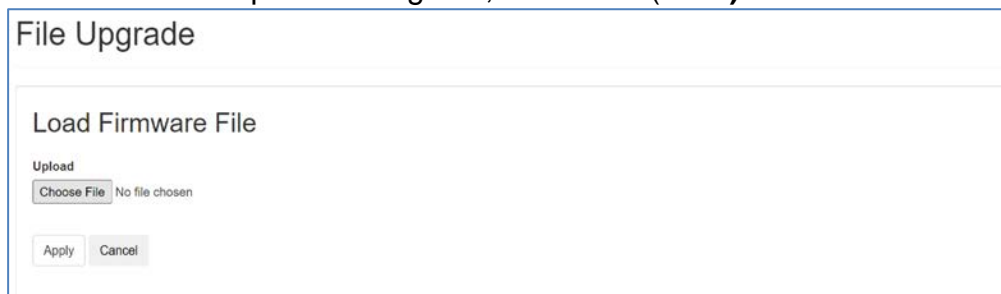 File Upgrade
Load Firmware File
Upload
Choose File No file chosen
Apply Cancel